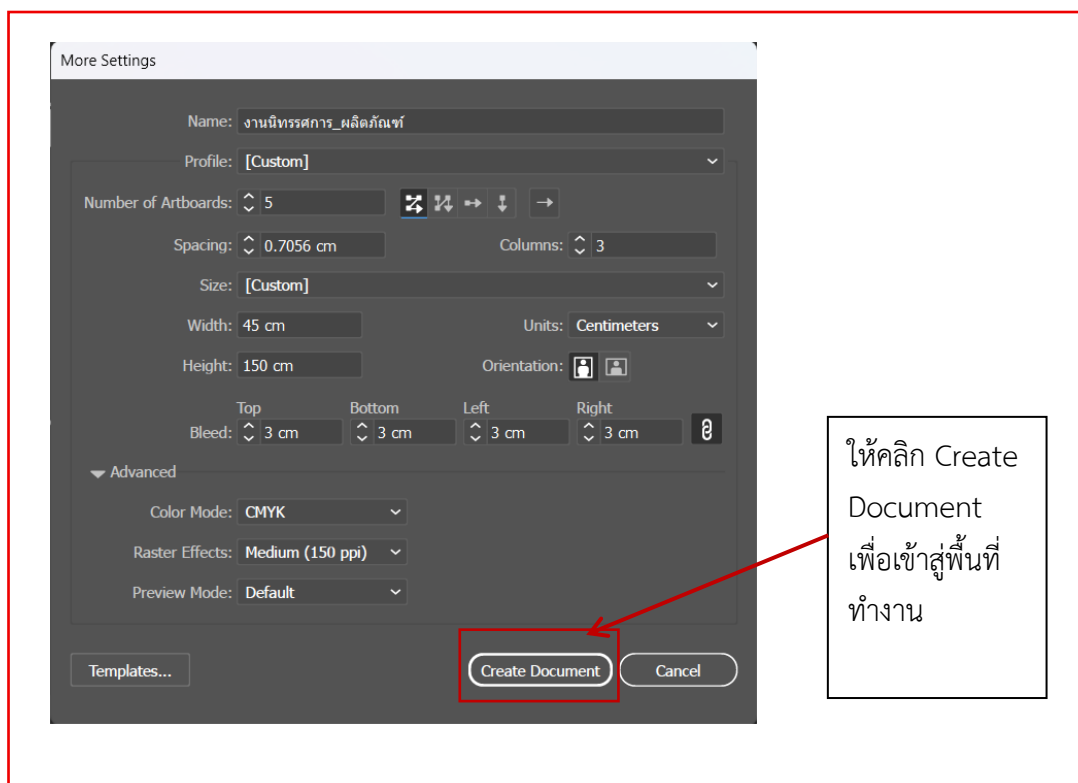 More Settings
Name: งานนิทรรศการ_ผลิตภัณฑ์
Profile: [Custom]
Number of Artboards: 5
Spacing: 0.7056 cm Columns: 3
Size: [Custom]
Width: 45 cm Units: Centimeters
Height: 150 cm Orientation:
Top Bottom Left Right
Bleed: 3 cm 3 cm 3 cm 3 cm
Advanced
Color Mode: CMYK
Raster Effects: Medium (150 ppi)
Preview Mode: Default
Templates... Create Document Cancel
ให้คลิก Create
Document
เพื่อเข้าสู่พื้นที่
ทำงาน